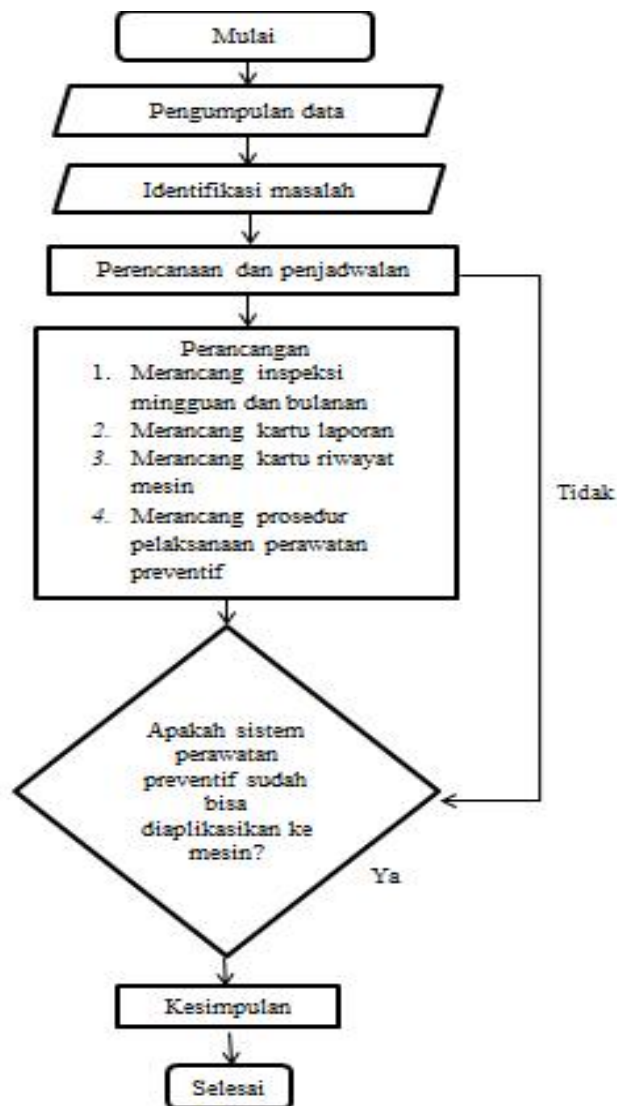 Mulai
Pengumpulan data
Identifikasi masalah
Perencanaan dan penjadwalan
Perancangan
1. Merancang inspeksi
mingguan dan bulanan
2. Merancang kartu laporan
3. Merancang kartu riwayat
mesin
4. Merancang prosedur
pelaksanaan perawatan
preventif
Tidak
Apakah sistem
perawatan
preventif sudah
bisa
diaplikasikan ke
mesin?
Ya
Kesimpulan
Selesai